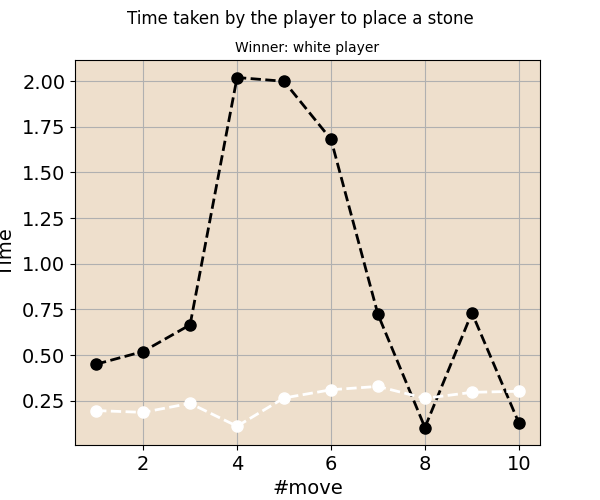 Time taken by the player to place a stone
Winner: white player
2.00
1.75
1.50
1.25
1.00
0.75
0.50
0.25
Time
2 4 6 8 10
#move